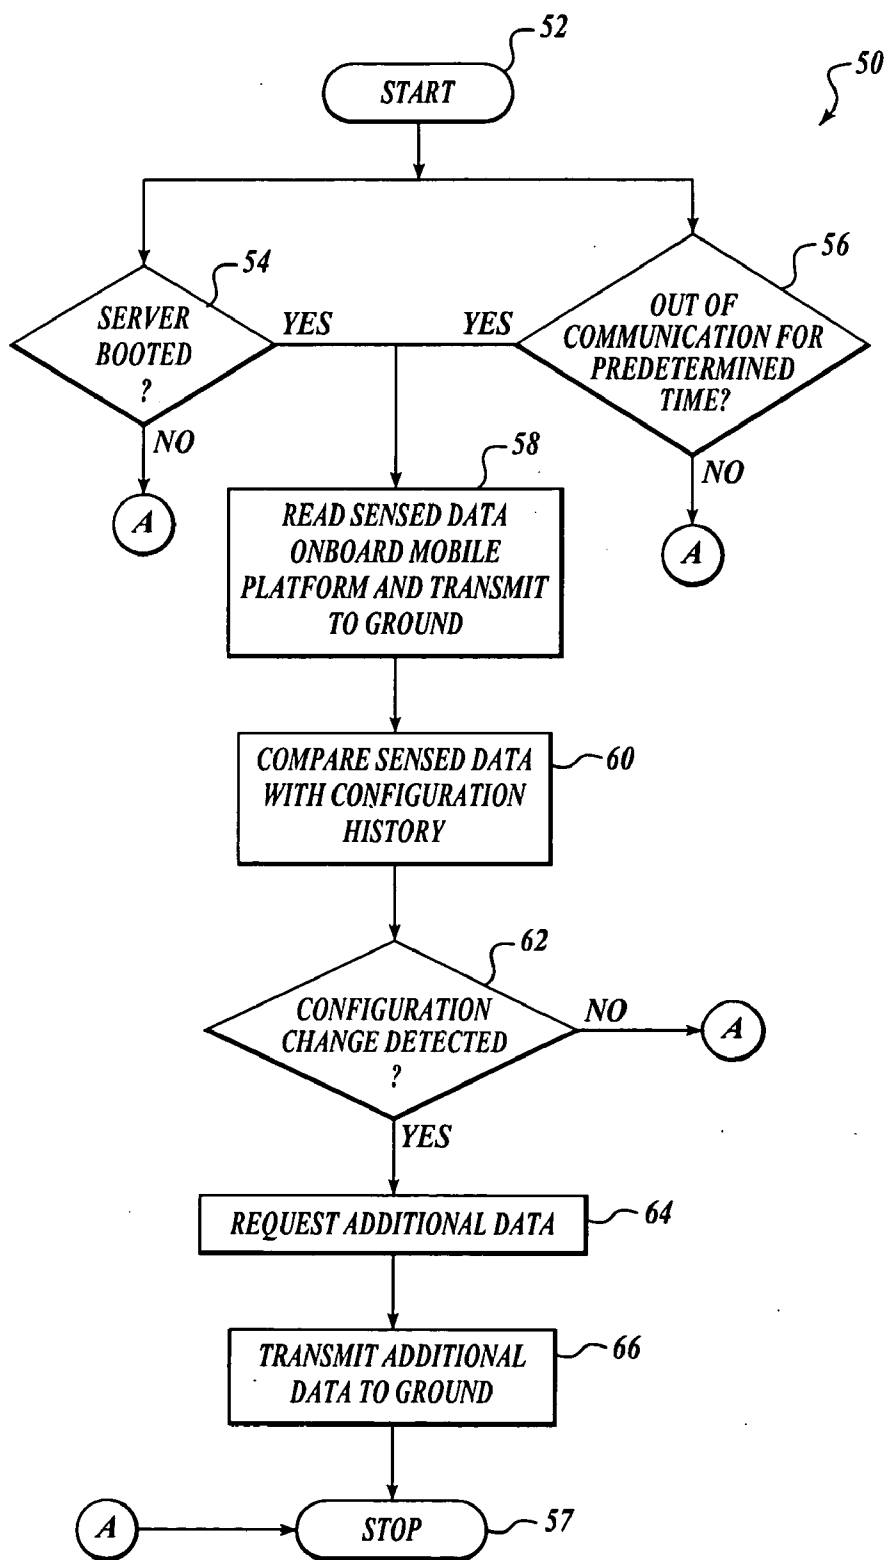 52
50
START
54
56
SERVER
BOOTED
?
YES
YES
OUT OF
COMMUNICATION FOR
PREDETERMINED
TIME?
NO
NO
A
A
58
READ SENSED DATA
ONBOARD MOBILE
PLATFORM AND TRANSMIT
TO GROUND
COMPARE SENSED DATA
WITH CONFIGURATION
HISTORY
60
62
CONFIGURATION
CHANGE DETECTED
?
NO
A
YES
REQUEST ADDITIONAL DATA
64
TRANSMIT ADDITIONAL
DATA TO GROUND
66
A
STOP
57